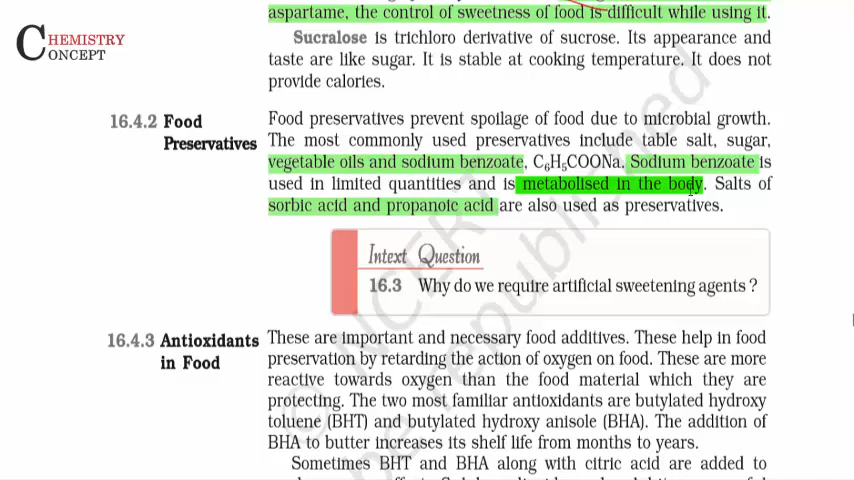 aspartame, the control of sweetness of food is difficult while using it.
CHEMISTRY
CONCEPT
Sucralose is trichloro derivative of sucrose. Its appearance and
taste are like sugar. It is stable at cooking temperature. It does not
provide calories.
16.4.2 Food
Preservatives
Food preservatives prevent spoilage of food due to microbial growth.
The most commonly used preservatives include table salt, sugar,
vegetable oils and sodium benzoate, C₆H₅COONa. Sodium benzoate is
used in limited quantities and is metabolised in the body. Salts of
sorbic acid and propanoic acid are also used as preservatives.
Intext Question
16.3 Why do we require artificial sweetening agents ?
16.4.3 Antioxidants
in Food
These are important and necessary food additives. These help in food
preservation by retarding the action of oxygen on food. These are more
reactive towards oxygen than the food material which they are
protecting. The two most familiar antioxidants are butylated hydroxy
toluene (BHT) and butylated hydroxy anisole (BHA). The addition of
BHA to butter increases its shelf life from months to years.
Sometimes BHT and BHA along with citric acid are added to
© NCERT
be republished